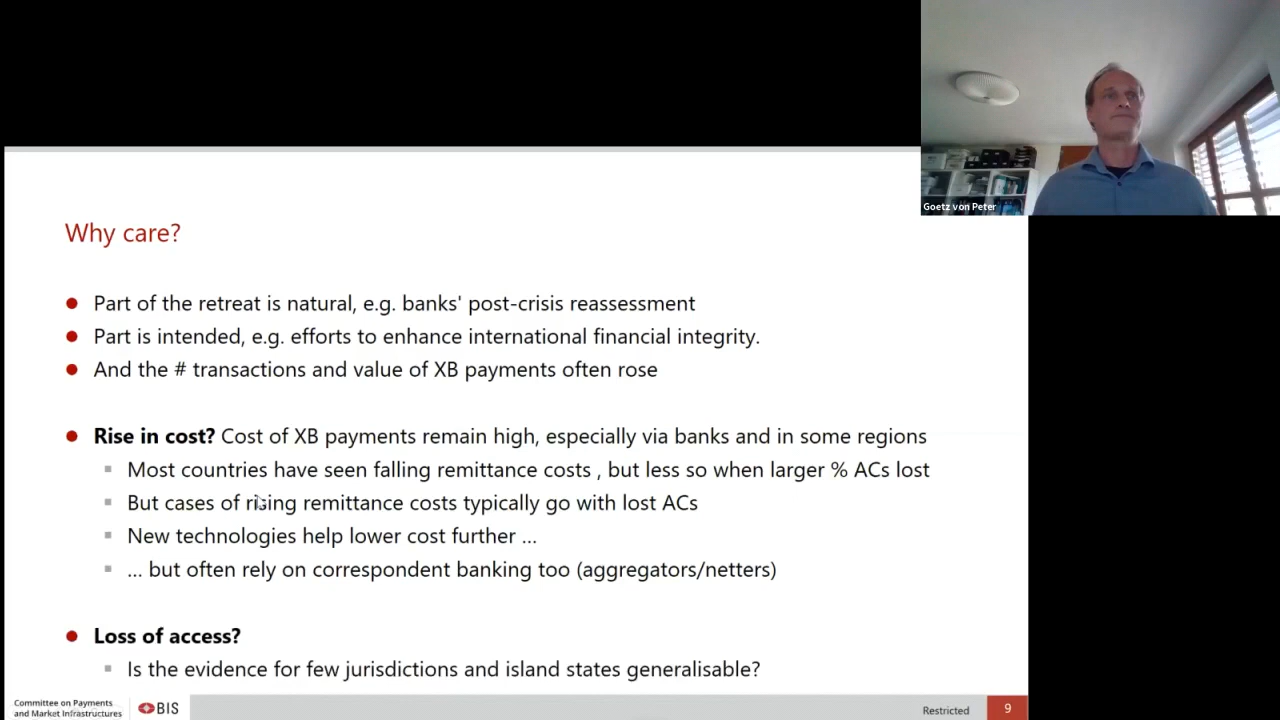 Goetz von Peter
Why care?
Part of the retreat is natural, e.g. banks' post-crisis reassessment
Part is intended, e.g. efforts to enhance international financial integrity.
And the # transactions and value of XB payments often rose
Rise in cost? Cost of XB payments remain high, especially via banks and in some regions
Most countries have seen falling remittance costs , but less so when larger % ACs lost
But cases of rising remittance costs typically go with lost ACs
New technologies help lower cost further ...
... but often rely on correspondent banking too (aggregators/netters)
Loss of access?
Is the evidence for few jurisdictions and island states generalisable?
Committee on Payments
and Market Infrastructures
BIS
Restricted
9